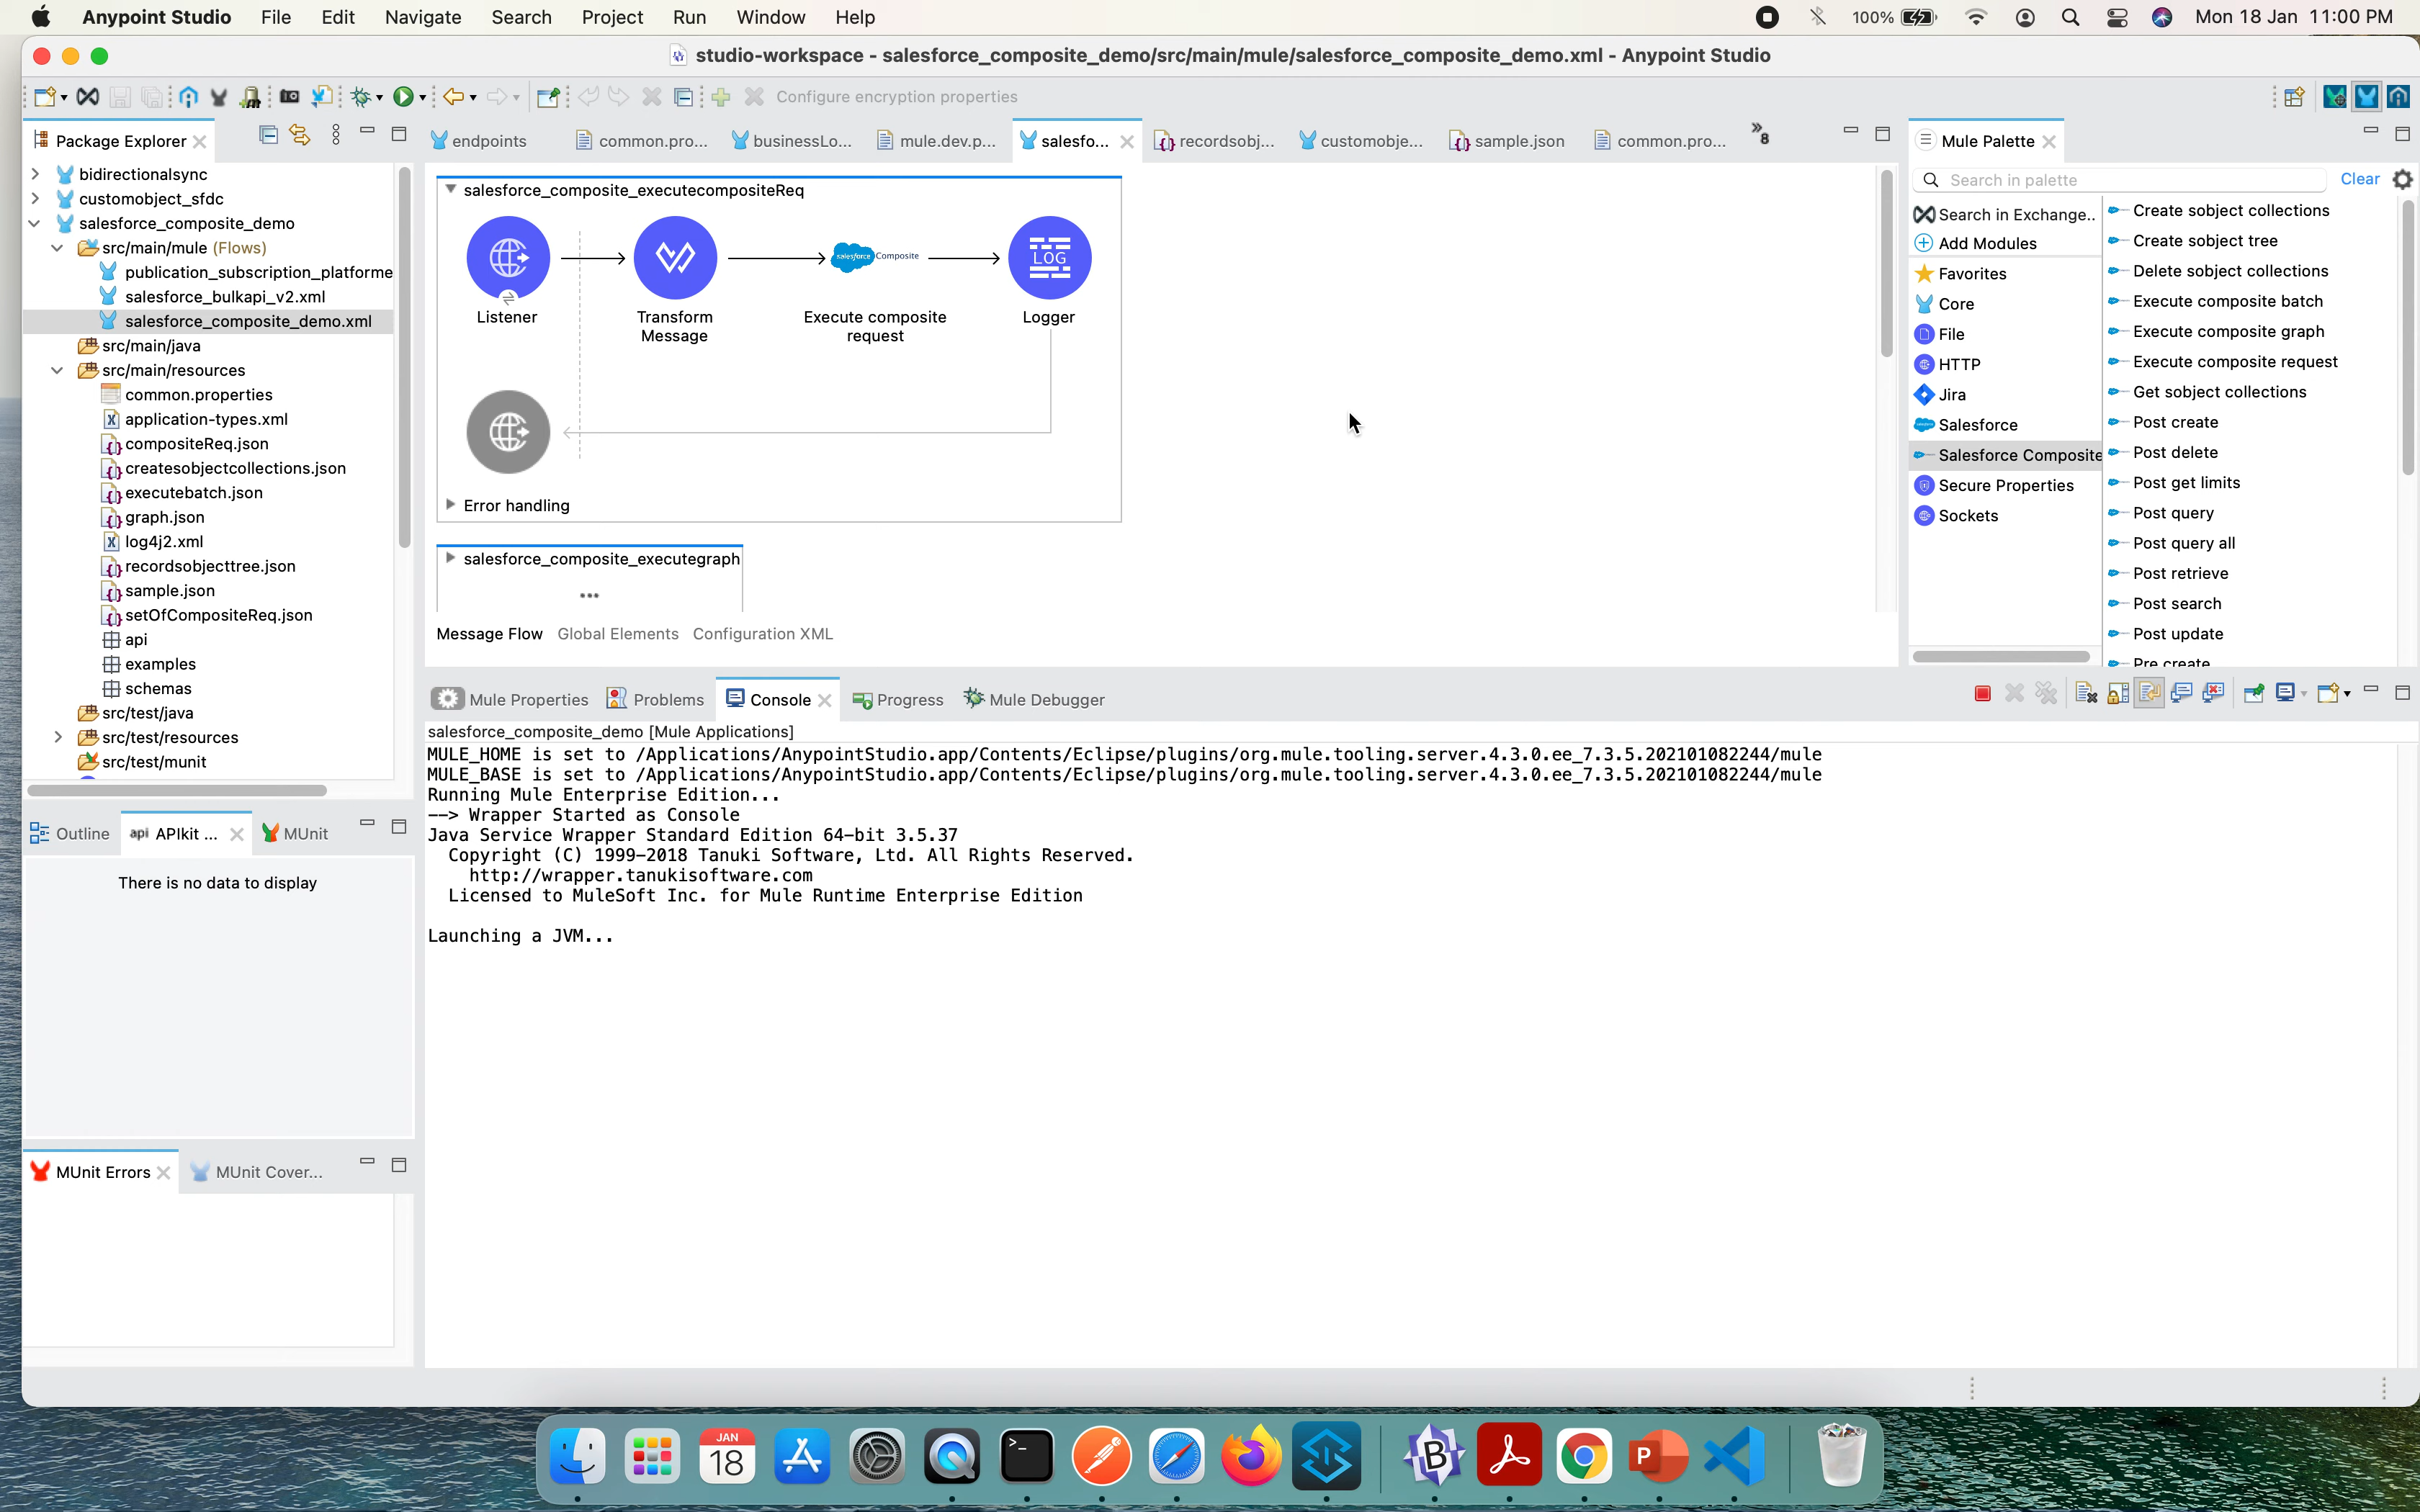 Anypoint Studio File Edit Navigate Search Project Run Window Help 100% Mon 18 Jan 11:00 PM
studio-workspace - salesforce_composite_demo/src/main/mule/salesforce_composite_demo.xml - Anypoint Studio
Configure encryption properties
Package Explorer
bidirectionalsync
customobject_sfdc
salesforce_composite_demo
src/main/mule (Flows)
publication_subscription_platforme
salesforce_bulkapi_v2.xml
salesforce_composite_demo.xml
src/main/java
src/main/resources
common.properties
application-types.xml
compositeReq.json
createsobjectcollections.json
executebatch.json
graph.json
log4j2.xml
recordsobjecttree.json
sample.json
setOfCompositeReq.json
api
examples
schemas
src/test/java
src/test/resources
src/test/munit
Outline api APIkit ... MUnit
There is no data to display
MUnit Errors MUnit Cover...
endpoints common.pro... businessLo... mule.dev.p... salesfo... recordsobj... customobje... sample.json common.pro... »8
salesforce_composite_executecompositeReq
salesforce Composite LOG
Listener Transform Message Execute composite request Logger
Error handling
salesforce_composite_executegraph
Message Flow Global Elements Configuration XML
Mule Palette
Search in palette Clear
Search in Exchange..
Add Modules
Favorites
Core
File
HTTP
Jira
Salesforce
Salesforce Composite
Secure Properties
Sockets
Create sobject collections
Create sobject tree
Delete sobject collections
Execute composite batch
Execute composite graph
Execute composite request
Get sobject collections
Post create
Post delete
Post get limits
Post query
Post query all
Post retrieve
Post search
Post update
Pre create
Mule Properties Problems Console Progress Mule Debugger
salesforce_composite_demo [Mule Applications]
MULE_HOME is set to /Applications/AnypointStudio.app/Contents/Eclipse/plugins/org.mule.tooling.server.4.3.0.ee_7.3.5.202101082244/mule
MULE_BASE is set to /Applications/AnypointStudio.app/Contents/Eclipse/plugins/org.mule.tooling.server.4.3.0.ee_7.3.5.202101082244/mule
Running Mule Enterprise Edition...
--> Wrapper Started as Console
Java Service Wrapper Standard Edition 64-bit 3.5.37
Copyright (C) 1999-2018 Tanuki Software, Ltd. All Rights Reserved.
http://wrapper.tanukisoftware.com
Licensed to MuleSoft Inc. for Mule Runtime Enterprise Edition
Launching a JVM...
JAN
18
B
P